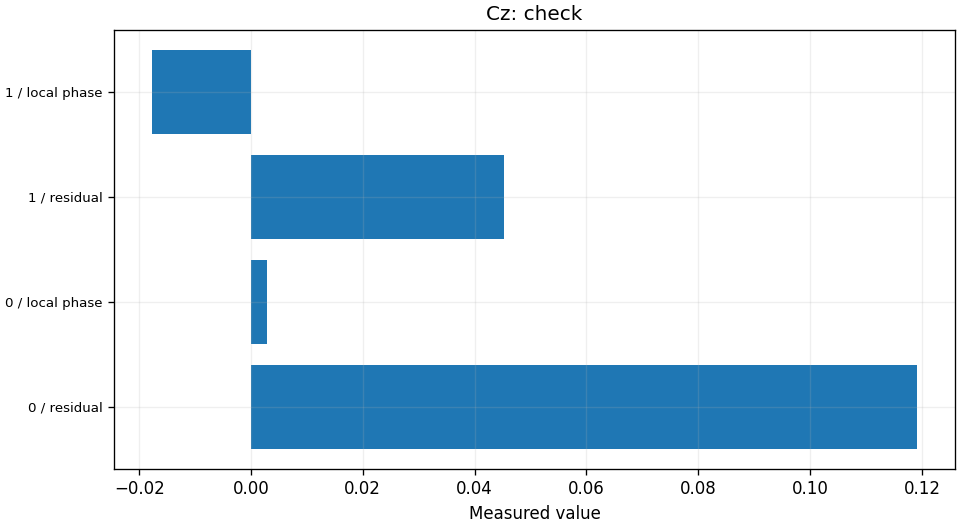 Cz: check
1 / local phase
1 / residual
0 / local phase
0 / residual
−0.02 0.00 0.02 0.04 0.06 0.08 0.10 0.12
Measured value